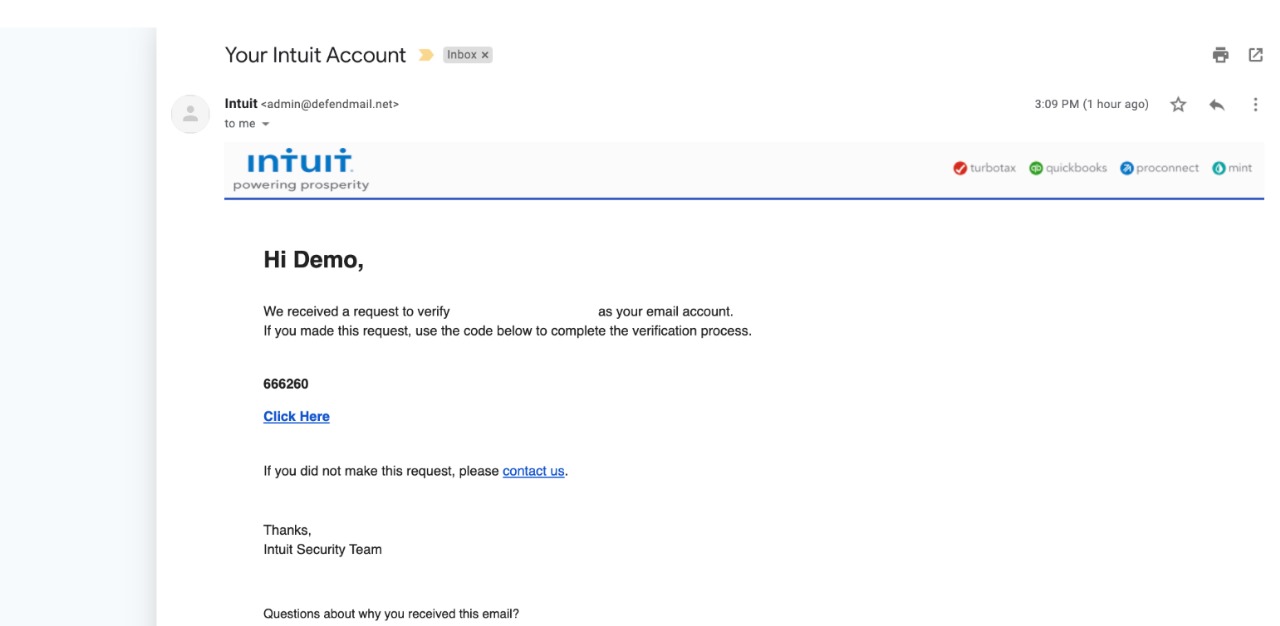 Your Intuit Account Inbox ×
Intuit <admin@defendmail.net> 3:09 PM (1 hour ago)
to me
intuit.
turbotax qb quickbooks proconnect mint
powering prosperity
Hi Demo,
We received a request to verify as your email account.
If you made this request, use the code below to complete the verification process.
666260
Click Here
If you did not make this request, please contact us.
Thanks,
Intuit Security Team
Questions about why you received this email?